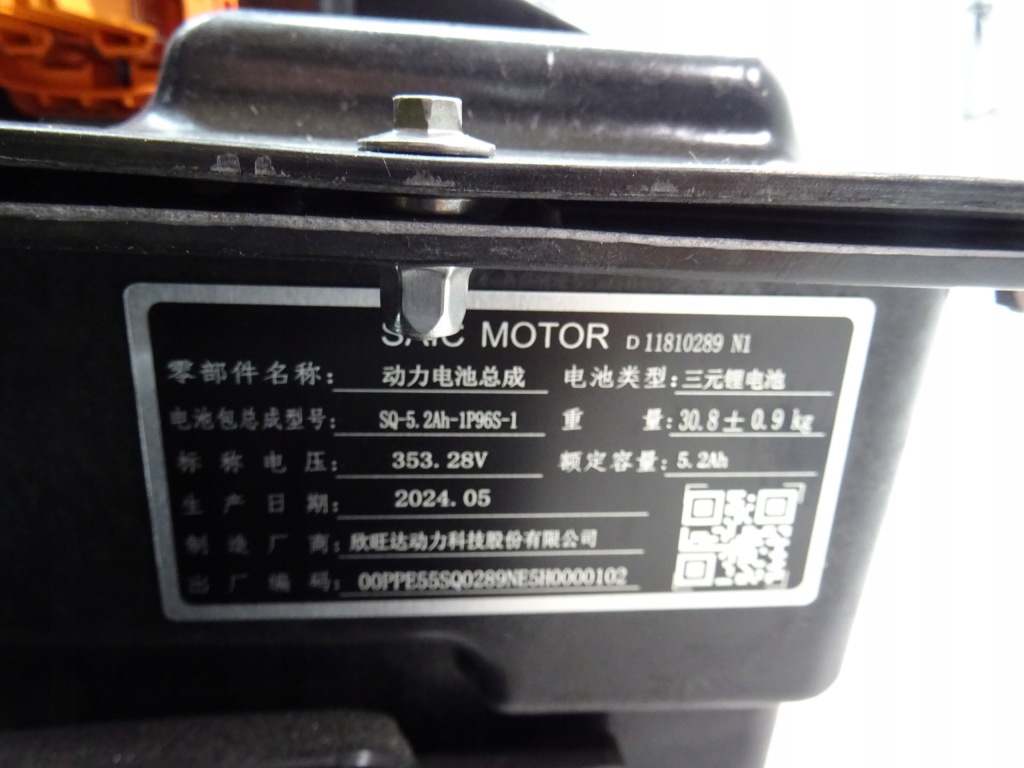 SAIC MOTOR D 11810289 N1
零部件名称: 动力电池总成 电池类型: 三元锂电池
电池包总成型号: SQ-5.2Ah-1P96S-1 重 量: 30.8±0.9 kg
标 称 电 压: 353.28V 额定容量: 5.2Ah
生 产 日 期: 2024.05
制 造 厂 商: 欣旺达动力科技股份有限公司
出 厂 编 码: 00PPE55SQ0289NE5H0000102